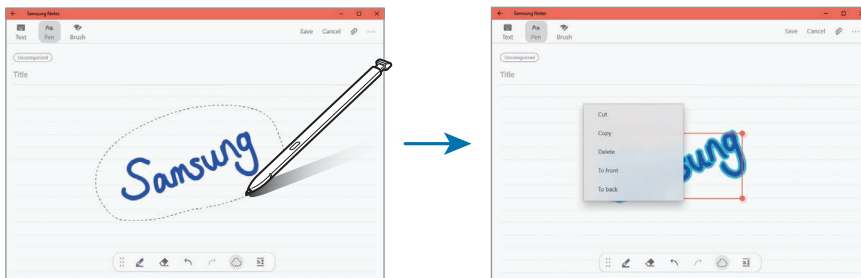 Samsung Notes
Text Pen Brush Save Cancel
Uncategorized
Title
Samsung
Samsung Notes
Text Pen Brush Save Cancel
Uncategorized
Title
Cut
Copy
Delete
To front
To back
sung